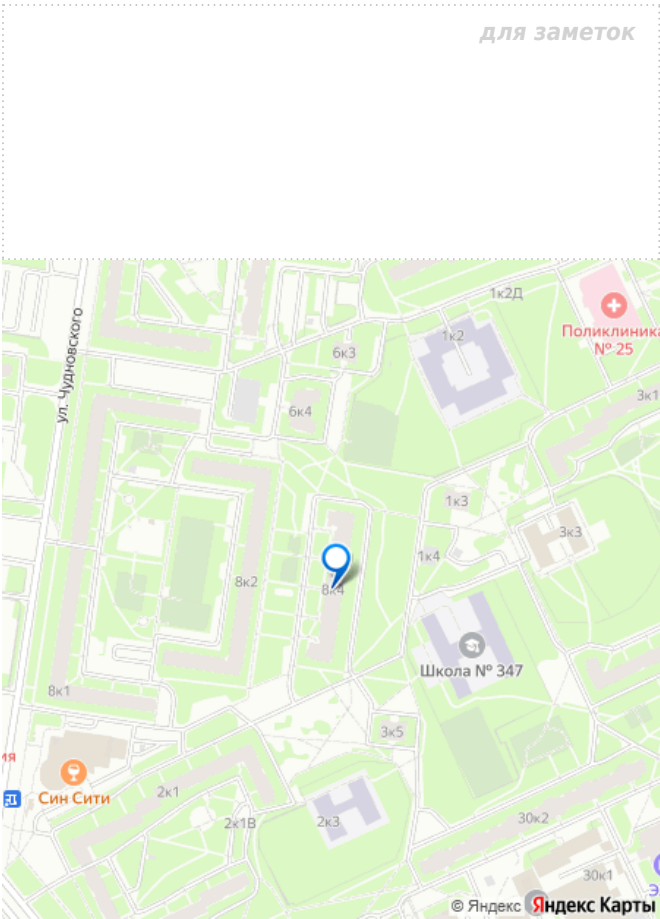 для заметок
1к2Д
ул. Чудновского
Поликлиника
№ 25
1к2
6к3
3к1
6к4
1к3
3к3
1к4
8к2
8к4
Школа № 347
8к1
3к5
ия
Син Сити
2к1
2к1В
2к3
30к2
30к1
Э
© Яндекс Яндекс Карты